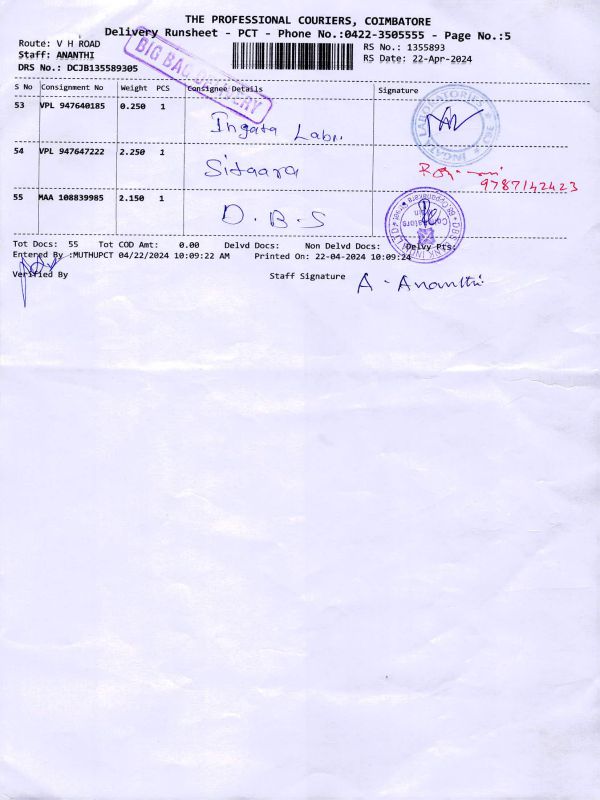 THE PROFESSIONAL COURIERS, COIMBATORE
Delivery Runsheet - PCT - Phone No.:0422-3505555 - Page No.:5
Route: V H ROAD
RS No.: 1355893
Staff: ANANTHI
RS Date: 22-Apr-2024
DRS No.: DCJB135589305
BIG BAG DELIVERY
S No Consignment No Weight PCS Consignee Details Signature
53 VPL 947640185 0.250 1 Ingata Labr.
INGATA LABORATORIES
54 VPL 947647222 2.250 1 Sitaara
9787142423
55 MAA 108839985 2.150 1 D.B.S
Tot Docs: 55 Tot COD Amt: 0.00 Delvd Docs: Non Delvd Docs: Delvy Pts:
Entered By :MUTHUPCT 04/22/2024 10:09:22 AM Printed On: 22-04-2024 10:09:24
Verified By Staff Signature A. Ananthi